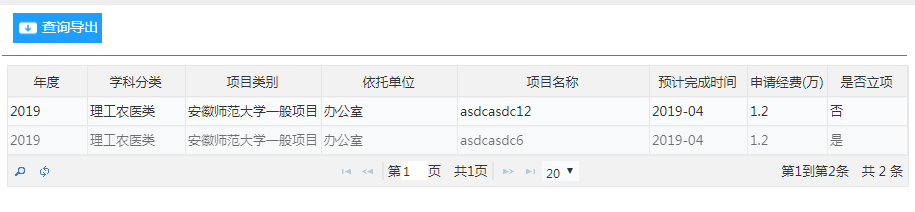 查询导出
年度 学科分类 项目类别 依托单位 项目名称 预计完成时间 申请经费(万) 是否立项
2019 理工农医类 安徽师范大学一般项目 办公室 asdcasdc12 2019-04 1.2 否
2019 理工农医类 安徽师范大学一般项目 办公室 asdcasdc6 2019-04 1.2 是
第 1 页 共1页 20 第1到第2条 共 2 条